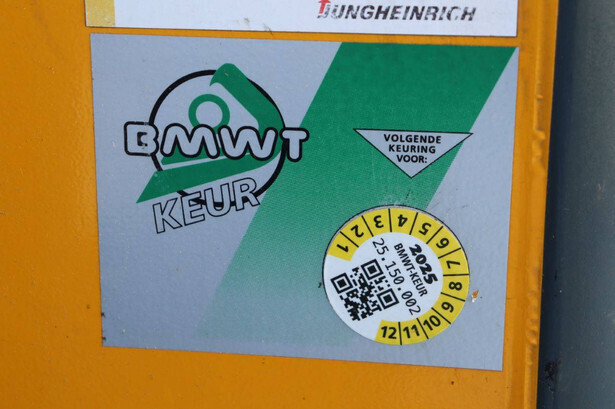 JUNGHEINRICH
BMWT
KEUR
VOLGENDE
KEURING
VOOR:
1 2 3 4 5 6 7 8 9 10 11 12
2025
BMWT-KEUR
25.150.002